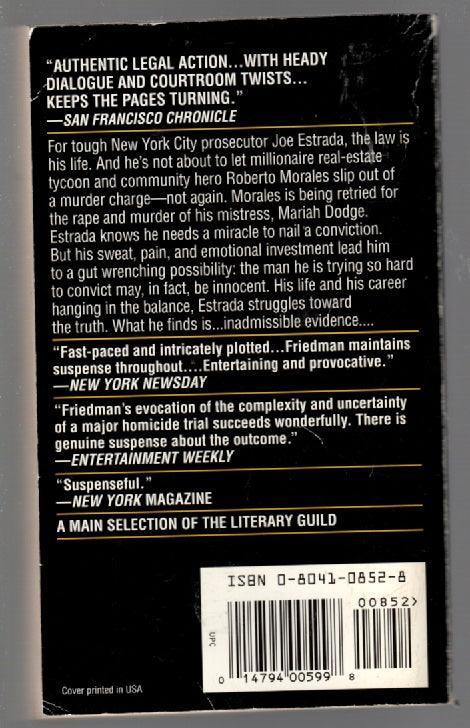 “AUTHENTIC LEGAL ACTION...WITH HEADY
DIALOGUE AND COURTROOM TWISTS...
KEEPS THE PAGES TURNING.”
—SAN FRANCISCO CHRONICLE
For tough New York City prosecutor Joe Estrada, the law is
his life. And he's not about to let millionaire real-estate
tycoon and community hero Roberto Morales slip out of
a murder charge—not again. Morales is being retried for
the rape and murder of his mistress, Mariah Dodge.
Estrada knows he needs a miracle to nail a conviction.
But his sweat, pain, and emotional investment lead him
to a gut wrenching possibility: the man he is trying so hard
to convict may, in fact, be innocent. His life and his career
hanging in the balance, Estrada struggles toward
the truth. What he finds is...inadmissible evidence....
“Fast-paced and intricately plotted...Friedman maintains
suspense throughout....Entertaining and provocative.”
—NEW YORK NEWSDAY
“Friedman's evocation of the complexity and uncertainty
of a major homicide trial succeeds wonderfully. There is
genuine suspense about the outcome.”
—ENTERTAINMENT WEEKLY
“Suspenseful.”
—NEW YORK MAGAZINE
A MAIN SELECTION OF THE LITERARY GUILD
ISBN 0-8041-0852-8
00852>
UPC
0 14794 00599 8
Cover printed in USA